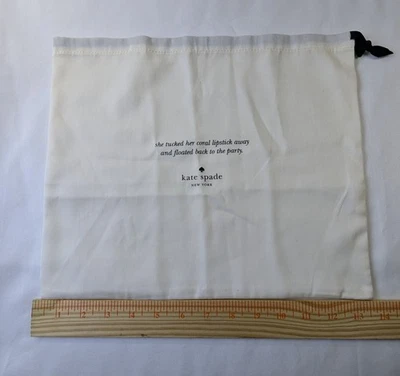 she tucked her coral lipstick away
and floated back to the party.
kate spade
NEW YORK